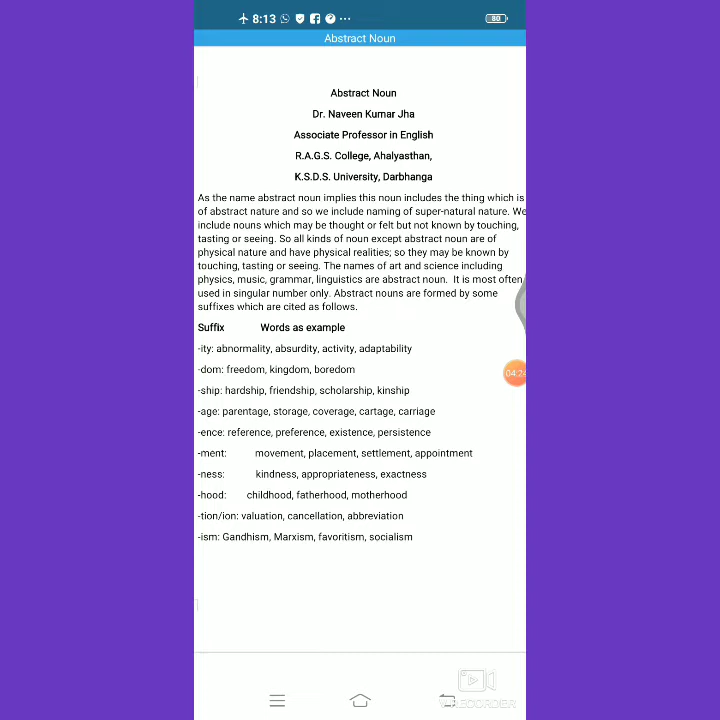 8:13
80
Abstract Noun
Abstract Noun
Dr. Naveen Kumar Jha
Associate Professor in English
R.A.G.S. College, Ahalyasthan,
K.S.D.S. University, Darbhanga
As the name abstract noun implies this noun includes the thing which is
of abstract nature and so we include naming of super-natural nature. We
include nouns which may be thought or felt but not known by touching,
tasting or seeing. So all kinds of noun except abstract noun are of
physical nature and have physical realities; so they may be known by
touching, tasting or seeing. The names of art and science including
physics, music, grammar, linguistics are abstract noun. It is most often
used in singular number only. Abstract nouns are formed by some
suffixes which are cited as follows.
Suffix Words as example
-ity: abnormality, absurdity, activity, adaptability
-dom: freedom, kingdom, boredom
04:24
-ship: hardship, friendship, scholarship, kinship
-age: parentage, storage, coverage, cartage, carriage
-ence: reference, preference, existence, persistence
-ment: movement, placement, settlement, appointment
-ness: kindness, appropriateness, exactness
-hood: childhood, fatherhood, motherhood
-tion/ion: valuation, cancellation, abbreviation
-ism: Gandhism, Marxism, favoritism, socialism